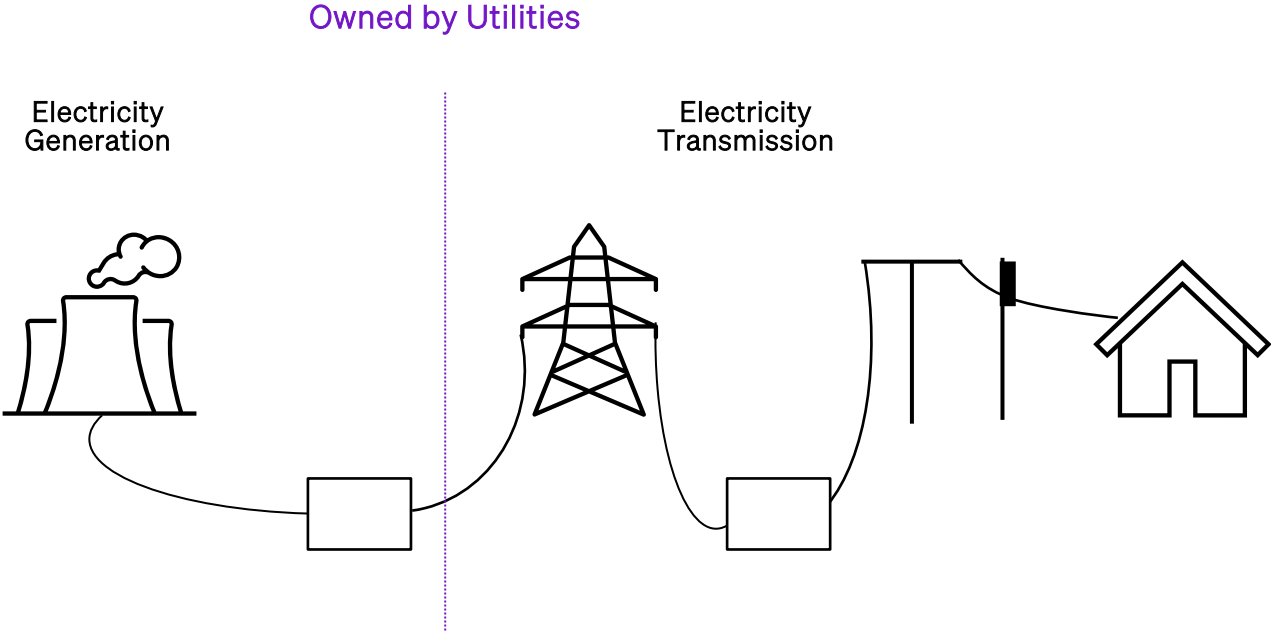 Owned by Utilities
Electricity
Generation
Electricity
Transmission